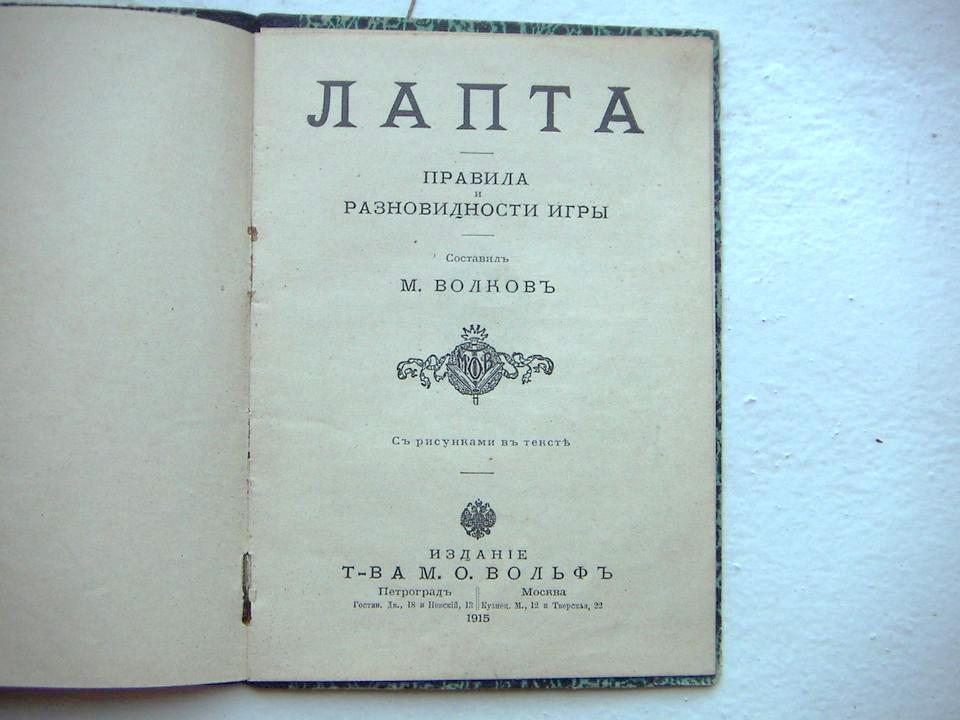 ЛАПТА
ПРАВИЛА
и
РАЗНОВИДНОСТИ ИГРЫ
Составилъ
М. ВОЛКОВЪ
МОВ
Съ рисунками въ текстѣ
ИЗДАНІЕ
Т-ВА М. О. ВОЛЬФЪ
Петроградъ Москва
Гостин. Дв., 18 и Невскій, 13 Кузнец. М., 12 и Тверская, 22
1915